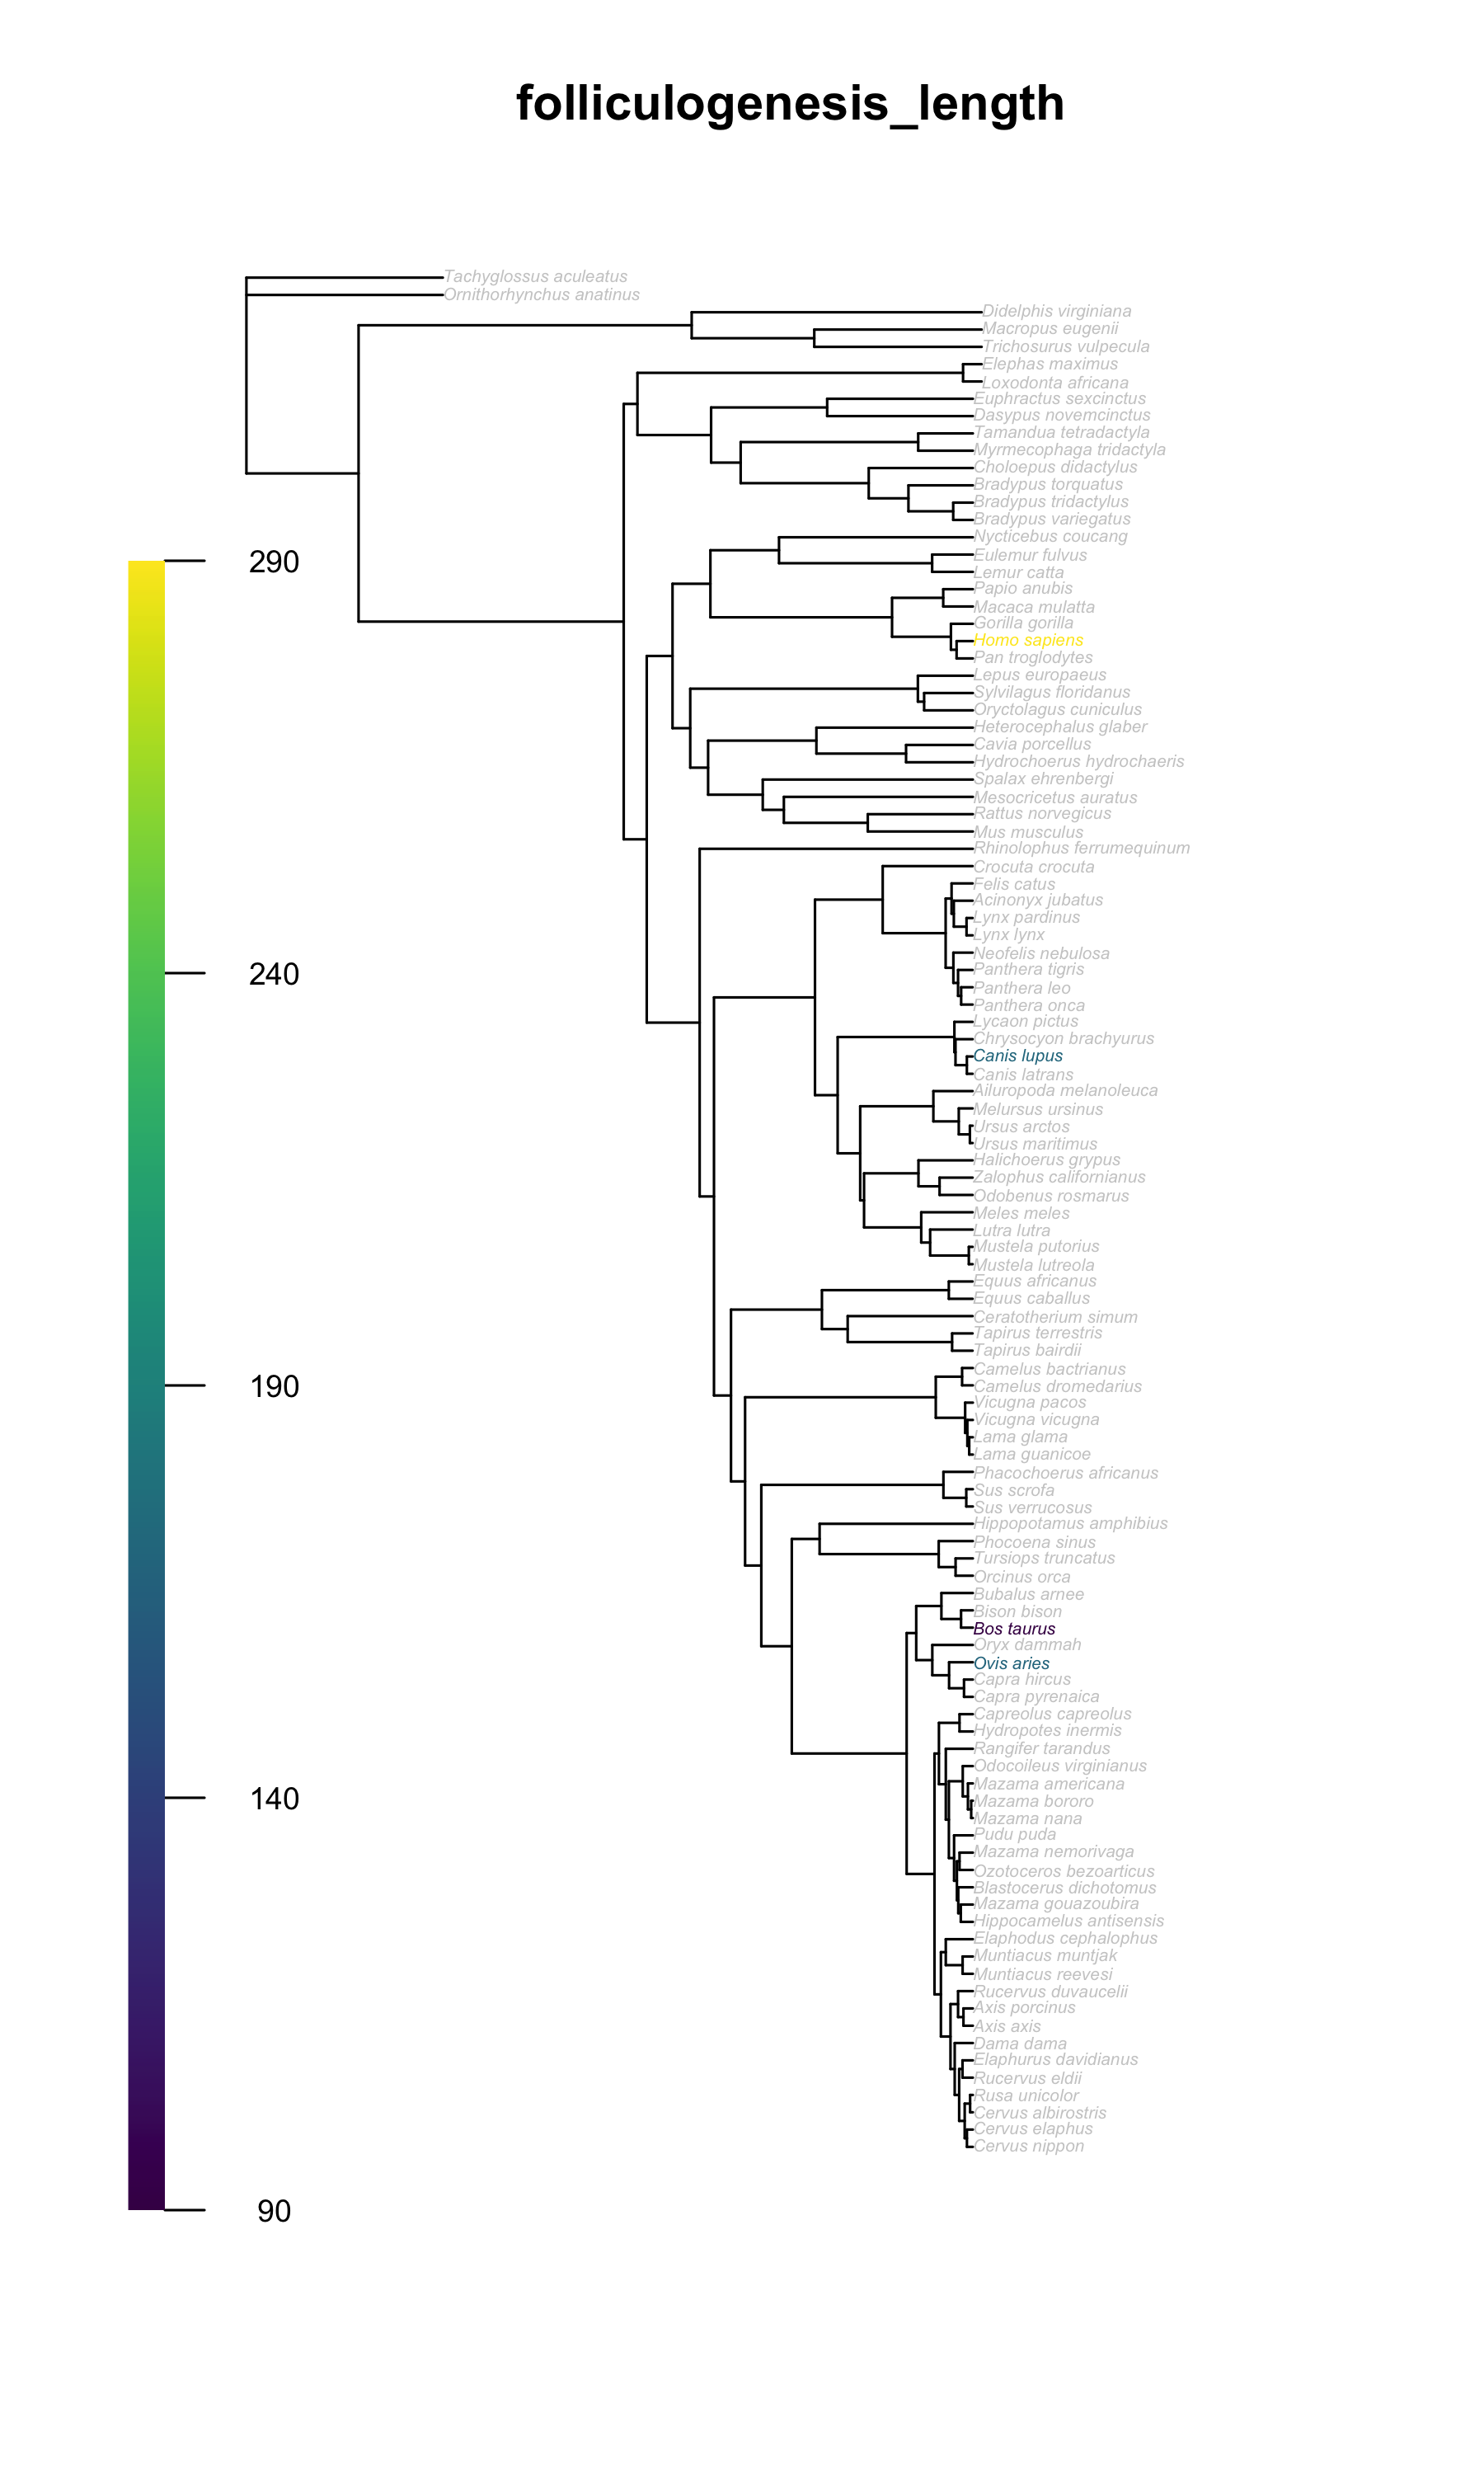 folliculogenesis_length
Tachyglossus aculeatus
Ornithorhynchus anatinus
Didelphis virginiana
Macropus eugenii
Trichosurus vulpecula
Elephas maximus
Loxodonta africana
Euphractus sexcinctus
Dasypus novemcinctus
Tamandua tetradactyla
Myrmecophaga tridactyla
Choloepus didactylus
Bradypus torquatus
Bradypus tridactylus
Bradypus variegatus
Nycticebus coucang
Eulemur fulvus
Lemur catta
Papio anubis
Macaca mulatta
Gorilla gorilla
Homo sapiens
Pan troglodytes
Lepus europaeus
Sylvilagus floridanus
Oryctolagus cuniculus
Heterocephalus glaber
Cavia porcellus
Hydrochoerus hydrochaeris
Spalax ehrenbergi
Mesocricetus auratus
Rattus norvegicus
Mus musculus
Rhinolophus ferrumequinum
Crocuta crocuta
Felis catus
Acinonyx jubatus
Lynx pardinus
Lynx lynx
Neofelis nebulosa
Panthera tigris
Panthera leo
Panthera onca
Lycaon pictus
Chrysocyon brachyurus
Canis lupus
Canis latrans
Ailuropoda melanoleuca
Melursus ursinus
Ursus arctos
Ursus maritimus
Halichoerus grypus
Zalophus californianus
Odobenus rosmarus
Meles meles
Lutra lutra
Mustela putorius
Mustela lutreola
Equus africanus
Equus caballus
Ceratotherium simum
Tapirus terrestris
Tapirus bairdii
Camelus bactrianus
Camelus dromedarius
Vicugna pacos
Vicugna vicugna
Lama glama
Lama guanicoe
Phacochoerus africanus
Sus scrofa
Sus verrucosus
Hippopotamus amphibius
Phocoena sinus
Tursiops truncatus
Orcinus orca
Bubalus arnee
Bison bison
Bos taurus
Oryx dammah
Ovis aries
Capra hircus
Capra pyrenaica
Capreolus capreolus
Hydropotes inermis
Rangifer tarandus
Odocoileus virginianus
Mazama americana
Mazama bororo
Mazama nana
Pudu puda
Mazama nemorivaga
Ozotoceros bezoarticus
Blastocerus dichotomus
Mazama gouazoubira
Hippocamelus antisensis
Elaphodus cephalophus
Muntiacus muntjak
Muntiacus reevesi
Rucervus duvaucelii
Axis porcinus
Axis axis
Dama dama
Elaphurus davidianus
Rucervus eldii
Rusa unicolor
Cervus albirostris
Cervus elaphus
Cervus nippon
290
240
190
140
90